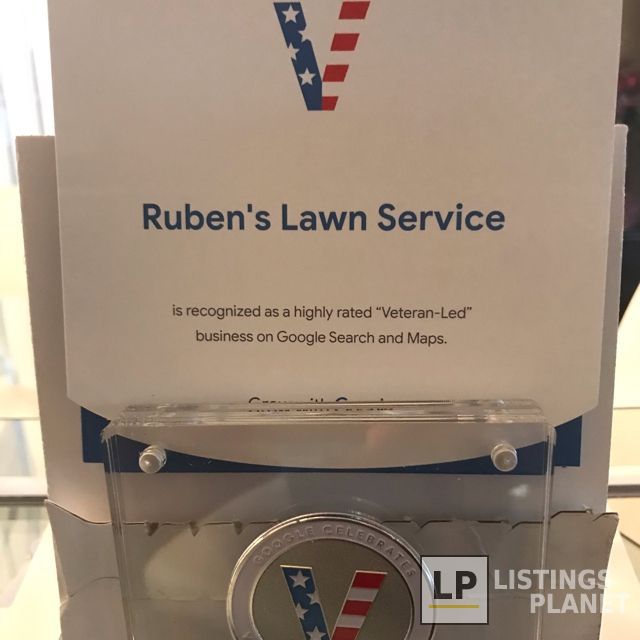 Ruben's Lawn Service
is recognized as a highly rated “Veteran-Led”
business on Google Search and Maps.
GOOGLE CELEBRATES
LP LISTINGS
PLANET